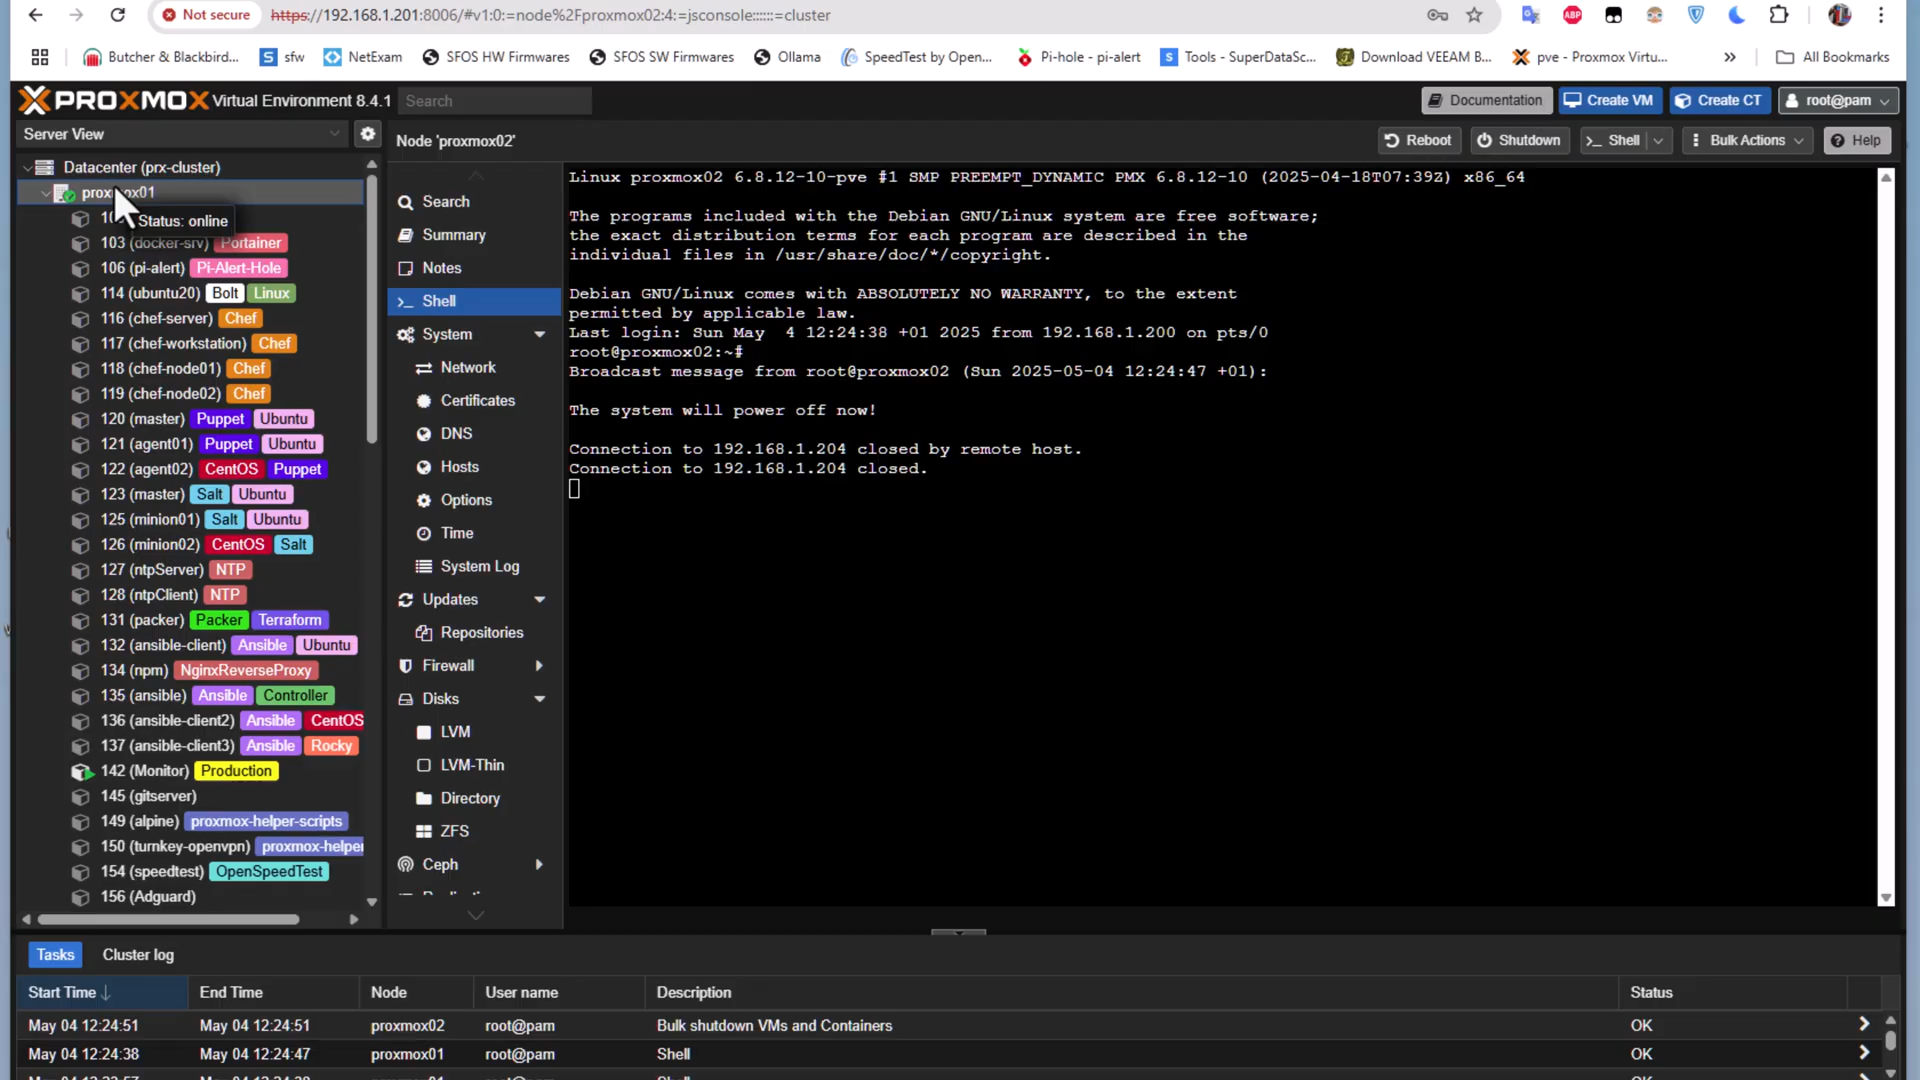 Not secure
https://192.168.1.201:8006/#v1:0:=node%2Fproxmox02:4:=jsconsole::::::=cluster
Butcher & Blackbird...
sfw
NetExam
SFOS HW Firmwares
SFOS SW Firmwares
Ollama
SpeedTest by Open...
Pi-hole - pi-alert
Tools - SuperDataSc...
Download VEEAM B...
pve - Proxmox Virtu...
»
All Bookmarks
PROXMOX Virtual Environment 8.4.1
Search
Documentation
Create VM
Create CT
root@pam
Server View
Node 'proxmox02'
Reboot
Shutdown
Shell
Bulk Actions
Help
Datacenter (prx-cluster)
proxmox01
Status: online
103 (docker-srv) Portainer
106 (pi-alert) Pi-Alert-Hole
114 (ubuntu20) Bolt Linux
116 (chef-server) Chef
117 (chef-workstation) Chef
118 (chef-node01) Chef
119 (chef-node02) Chef
120 (master) Puppet Ubuntu
121 (agent01) Puppet Ubuntu
122 (agent02) CentOS Puppet
123 (master) Salt Ubuntu
125 (minion01) Salt Ubuntu
126 (minion02) CentOS Salt
127 (ntpServer) NTP
128 (ntpClient) NTP
131 (packer) Packer Terraform
132 (ansible-client) Ansible Ubuntu
134 (npm) NginxReverseProxy
135 (ansible) Ansible Controller
136 (ansible-client2) Ansible CentOS
137 (ansible-client3) Ansible Rocky
142 (Monitor) Production
145 (gitserver)
149 (alpine) proxmox-helper-scripts
150 (turnkey-openvpn) proxmox-helper
154 (speedtest) OpenSpeedTest
156 (Adguard)
Search
Summary
Notes
Shell
System
Network
Certificates
DNS
Hosts
Options
Time
System Log
Updates
Repositories
Firewall
Disks
LVM
LVM-Thin
Directory
ZFS
Ceph
Linux proxmox02 6.8.12-10-pve #1 SMP PREEMPT_DYNAMIC PMX 6.8.12-10 (2025-04-18T07:39Z) x86_64
The programs included with the Debian GNU/Linux system are free software;
the exact distribution terms for each program are described in the
individual files in /usr/share/doc/*/copyright.
Debian GNU/Linux comes with ABSOLUTELY NO WARRANTY, to the extent
permitted by applicable law.
Last login: Sun May  4 12:24:38 +01 2025 from 192.168.1.200 on pts/0
root@proxmox02:~#
Broadcast message from root@proxmox02 (Sun 2025-05-04 12:24:47 +01):
The system will power off now!
Connection to 192.168.1.204 closed by remote host.
Connection to 192.168.1.204 closed.
Tasks
Cluster log
Start Time End Time Node User name Description Status
May 04 12:24:51 May 04 12:24:51 proxmox02 root@pam Bulk shutdown VMs and Containers OK
May 04 12:24:38 May 04 12:24:47 proxmox01 root@pam Shell OK